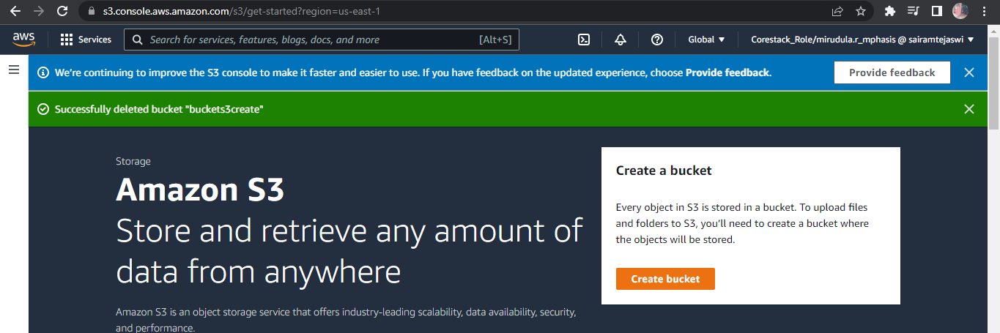 s3.console.aws.amazon.com/s3/get-started?region=us-east-1
aws
Services
Search for services, features, blogs, docs, and more
[Alt+S]
Global
Corestack_Role/mirudula.r_mphasis @ sairamtejaswi
We're continuing to improve the S3 console to make it faster and easier to use. If you have feedback on the updated experience, choose Provide feedback.
Provide feedback
Successfully deleted bucket "buckets3create"
Storage
Amazon S3
Store and retrieve any amount of
data from anywhere
Amazon S3 is an object storage service that offers industry-leading scalability, data availability, security,
and performance.
Create a bucket
Every object in S3 is stored in a bucket. To upload files
and folders to S3, you'll need to create a bucket where
the objects will be stored.
Create bucket